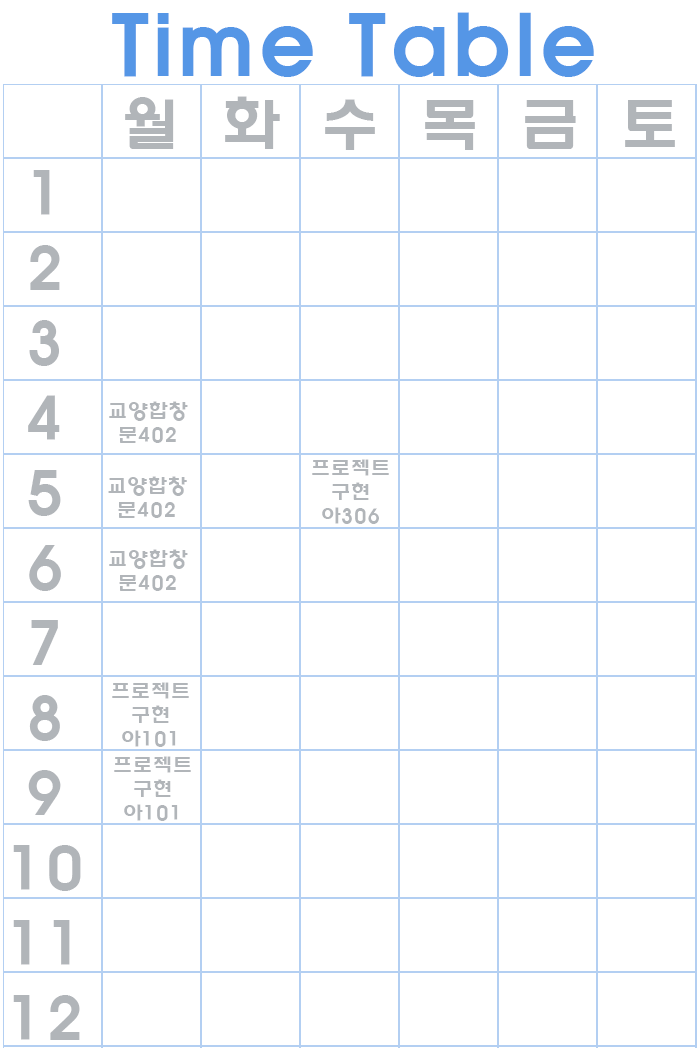 Time Table
월 화 수 목 금 토
1
2
3
4 교양합창
문402
5 교양합창
문402
프로젝트
구현
아306
6 교양합창
문402
7
8 프로젝트
구현
아101
9 프로젝트
구현
아101
10
11
12